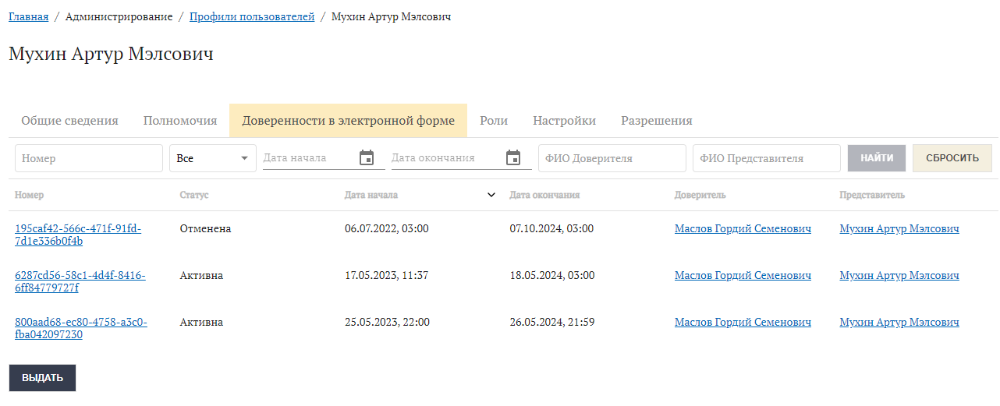 Главная / Администрирование / Профили пользователей / Мухин Артур Мэлсович
Мухин Артур Мэлсович
Общие сведения Полномочия Доверенности в электронной форме Роли Настройки Разрешения
Номер Все Дата начала Дата окончания ФИО Доверителя ФИО Представителя НАЙТИ СБРОСИТЬ
Номер Статус Дата начала Дата окончания Доверитель Представитель
195caf42-566c-471f-91fd- Отменена 06.07.2022, 03:00 07.10.2024, 03:00 Маслов Гордий Семенович Мухин Артур Мэлсович
7d1e336b0f4b
6287cd56-58c1-4d4f-8416- Активна 17.05.2023, 11:37 18.05.2024, 03:00 Маслов Гордий Семенович Мухин Артур Мэлсович
6ff84779727f
800aad68-ec80-4758-a3c0- Активна 25.05.2023, 22:00 26.05.2024, 21:59 Маслов Гордий Семенович Мухин Артур Мэлсович
fba042097230
ВЫДАТЬ